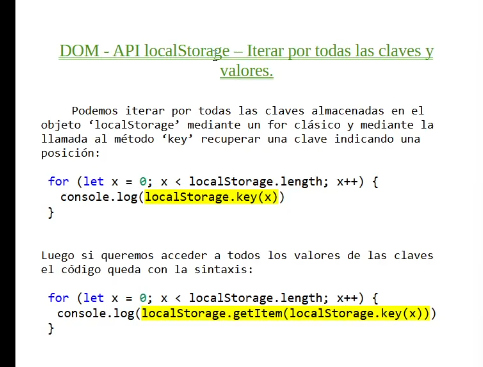 DOM - API localStorage – Iterar por todas las claves y
valores.
Podemos iterar por todas las claves almacenadas en el
objeto ‘localStorage’ mediante un for clásico y mediante la
llamada al método ‘key’ recuperar una clave indicando una
posición:
for (let x = 0; x < localStorage.length; x++) {
console.log(localStorage.key(x))
}
Luego si queremos acceder a todos los valores de las claves
el código queda con la sintaxis:
for (let x = 0; x < localStorage.length; x++) {
console.log(localStorage.getItem(localStorage.key(x)))
}